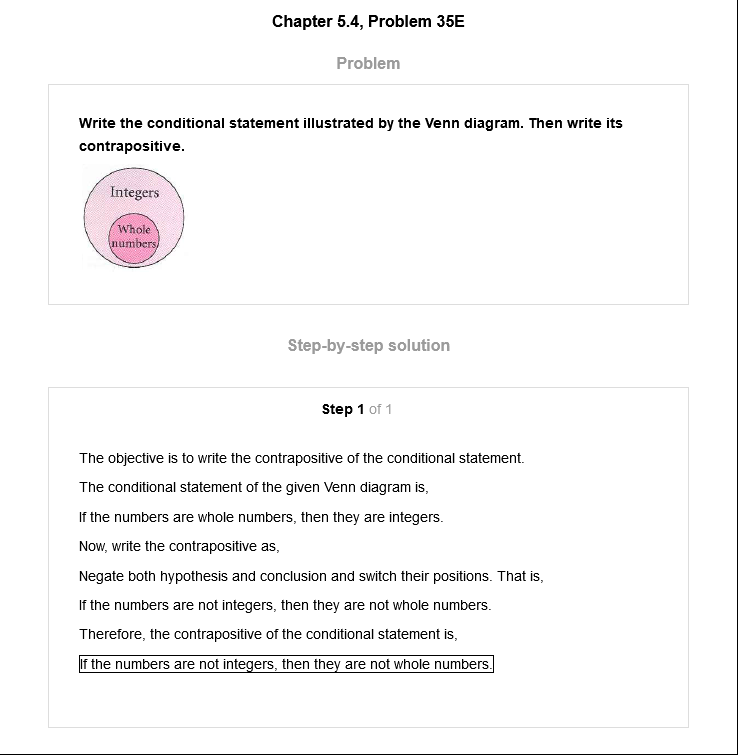 Chapter 5.4, Problem 35E
Problem
Write the conditional statement illustrated by the Venn diagram. Then write its
contrapositive.
Integers
Whole
numbers
Step-by-step solution
Step 1 of 1
The objective is to write the contrapositive of the conditional statement.
The conditional statement of the given Venn diagram is,
If the numbers are whole numbers, then they are integers.
Now, write the contrapositive as,
Negate both hypothesis and conclusion and switch their positions. That is,
If the numbers are not integers, then they are not whole numbers.
Therefore, the contrapositive of the conditional statement is,
If the numbers are not integers, then they are not whole numbers.